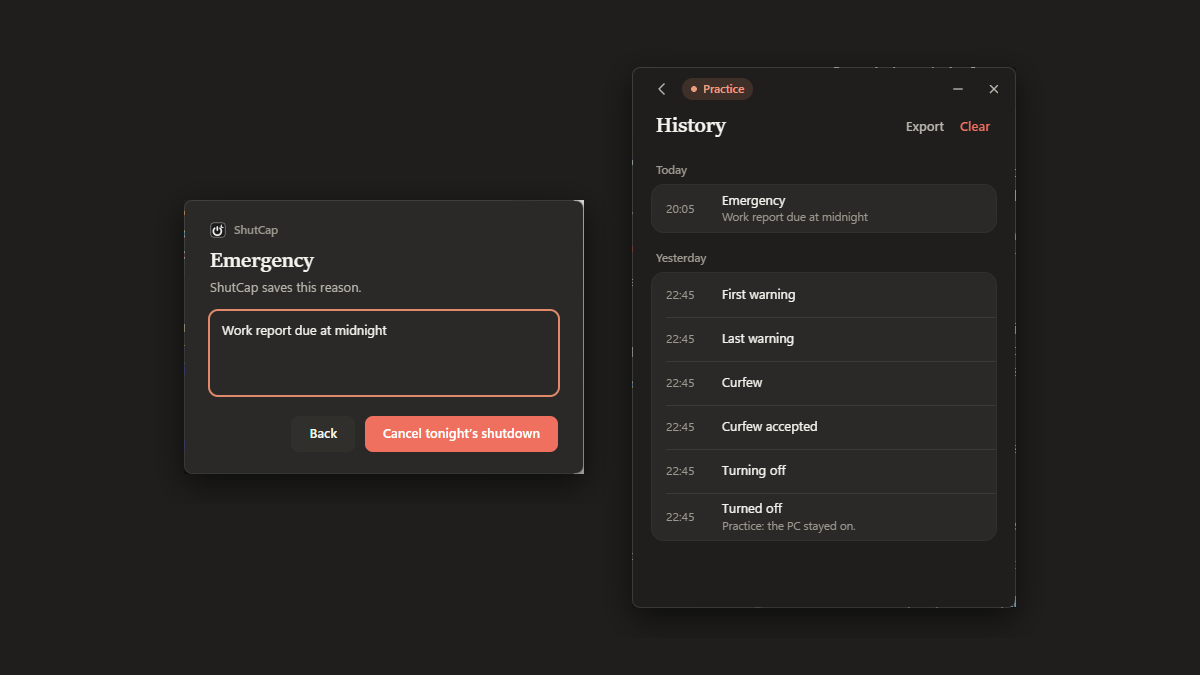 ShutCap
Emergency
ShutCap saves this reason.
Work report due at midnight
Back
Cancel tonight’s shutdown
Practice
History
Export
Clear
Today
20:05
Emergency
Work report due at midnight
Yesterday
22:45
First warning
22:45
Last warning
22:45
Curfew
22:45
Curfew accepted
22:45
Turning off
22:45
Turned off
Practice: the PC stayed on.